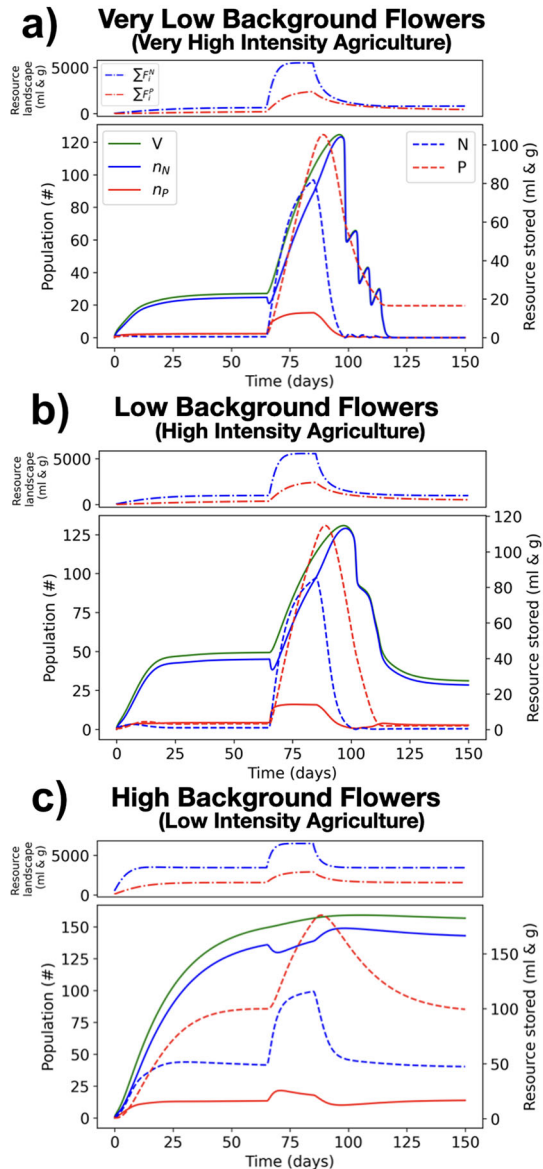 a)
Very Low Background Flowers
(Very High Intensity Agriculture)
Resource
landscape
(ml & g)
5000
0
∑F_i^N
∑F_i^P
Population (#)
120
100
80
60
40
20
0
V
n_N
n_P
N
P
100
80
60
40
20
0
Resource stored (ml & g)
0 25 50 75 100 125 150
Time (days)
b)
Low Background Flowers
(High Intensity Agriculture)
Resource
landscape
(ml & g)
5000
0
Population (#)
125
100
75
50
25
0
120
100
80
60
40
20
0
Resource stored (ml & g)
0 25 50 75 100 125 150
Time (days)
c)
High Background Flowers
(Low Intensity Agriculture)
Resource
landscape
(ml & g)
5000
0
Population (#)
150
125
100
75
50
25
0
150
100
50
0
Resource stored (ml & g)
0 25 50 75 100 125 150
Time (days)